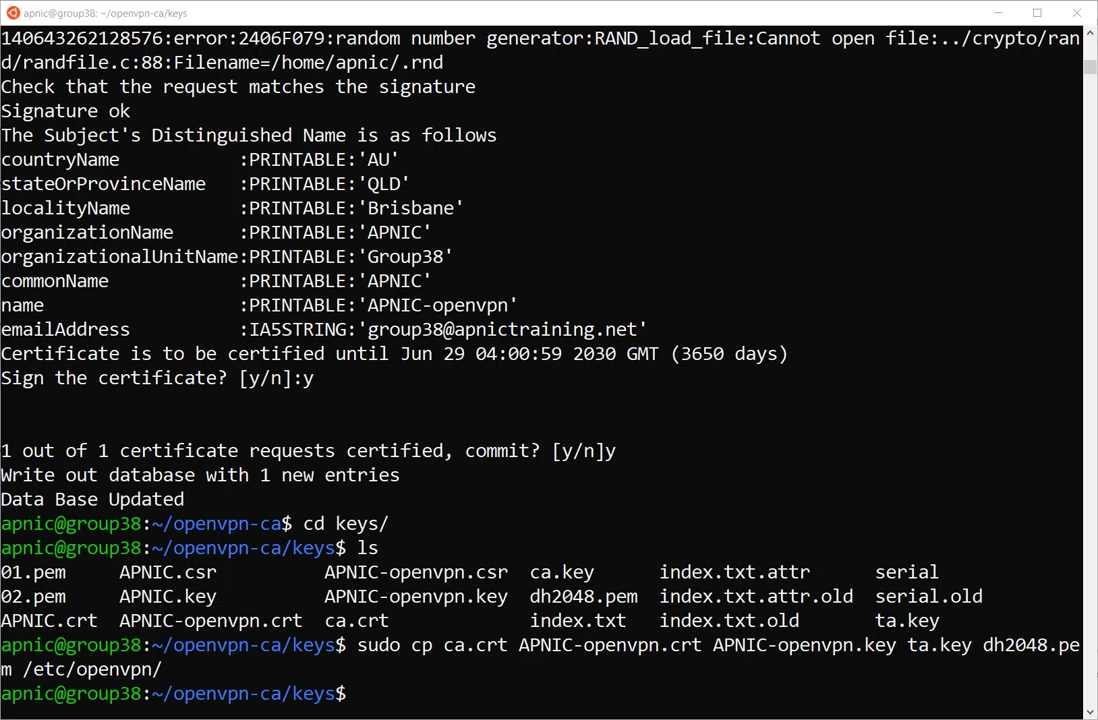 apnic@group38: ~/openvpn-ca/keys
140643262128576:error:2406F079:random number generator:RAND_load_file:Cannot open file:../crypto/ran
d/randfile.c:88:Filename=/home/apnic/.rnd
Check that the request matches the signature
Signature ok
The Subject's Distinguished Name is as follows
countryName           :PRINTABLE:'AU'
stateOrProvinceName   :PRINTABLE:'QLD'
localityName          :PRINTABLE:'Brisbane'
organizationName      :PRINTABLE:'APNIC'
organizationalUnitName:PRINTABLE:'Group38'
commonName            :PRINTABLE:'APNIC'
name                  :PRINTABLE:'APNIC-openvpn'
emailAddress          :IA5STRING:'group38@apnictraining.net'
Certificate is to be certified until Jun 29 04:00:59 2030 GMT (3650 days)
Sign the certificate? [y/n]:y
1 out of 1 certificate requests certified, commit? [y/n]y
Write out database with 1 new entries
Data Base Updated
apnic@group38:~/openvpn-ca$ cd keys/
apnic@group38:~/openvpn-ca/keys$ ls
01.pem     APNIC.csr          APNIC-openvpn.csr  ca.key      index.txt.attr      serial
02.pem     APNIC.key          APNIC-openvpn.key  dh2048.pem  index.txt.attr.old  serial.old
APNIC.crt  APNIC-openvpn.crt  ca.crt             index.txt   index.txt.old       ta.key
apnic@group38:~/openvpn-ca/keys$ sudo cp ca.crt APNIC-openvpn.crt APNIC-openvpn.key ta.key dh2048.pe
m /etc/openvpn/
apnic@group38:~/openvpn-ca/keys$